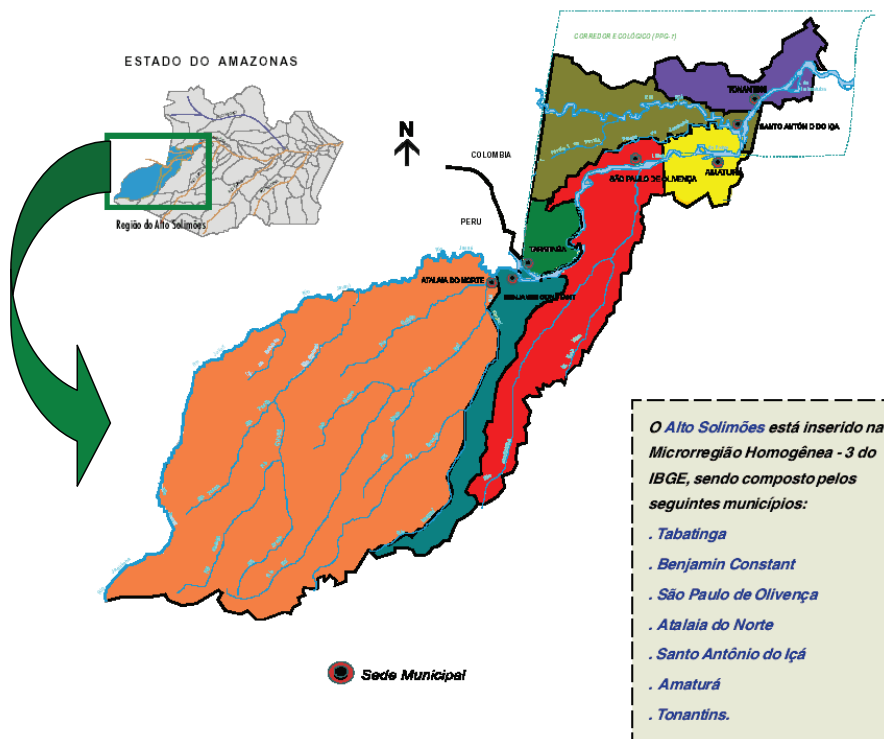 CORREDOR ECOLÓGICO (PPG-7)
ESTADO DO AMAZONAS
Região do Alto Solimões
N
COLOMBIA
PERU
TONANTINS
SANTO ANTÔNIO DO IÇA
SÃO PAULO DE OLIVENÇA
AMATURÁ
TABATINGA
ATALAIA DO NORTE
BENJAMIN CONSTANT
O Alto Solimões está inserido na
Microrregião Homogênea - 3 do
IBGE, sendo composto pelos
seguintes municípios:
. Tabatinga
. Benjamin Constant
. São Paulo de Olivença
. Atalaia do Norte
. Santo Antônio do Içá
. Amaturá
. Tonantins.
Sede Municipal